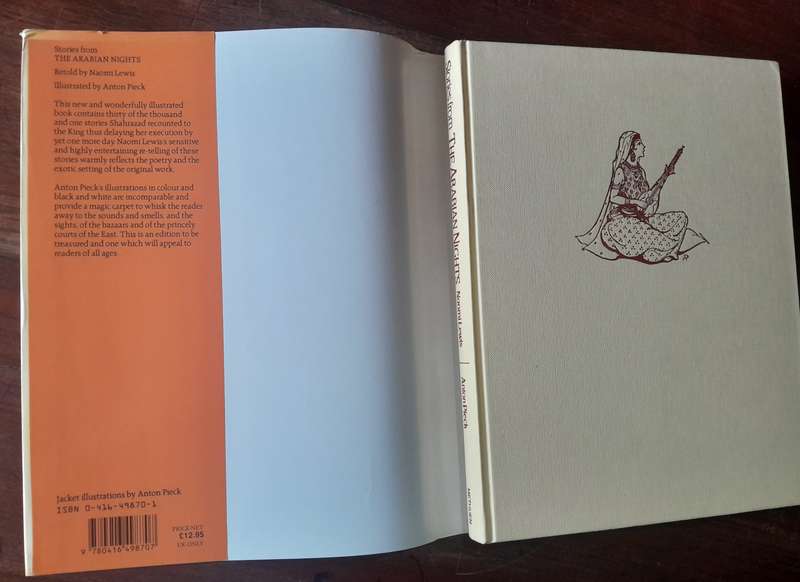 Stories from
THE ARABIAN NIGHTS
Retold by Naomi Lewis
Illustrated by Anton Pieck
This new and wonderfully illustrated
book contains thirty of the thousand
and one stories Shahrazad recounted to
the King thus delaying her execution by
yet one more day. Naomi Lewis's sensitive
and highly entertaining re-telling of these
stories warmly reflects the poetry and the
exotic setting of the original work.
Anton Pieck's illustrations in colour and
black and white are incomparable and
provide a magic carpet to whisk the reader
away to the sounds and smells, and the
sights, of the bazaars and of the princely
courts of the East. This is an edition to be
treasured and one which will appeal to
readers of all ages
Jacket illustrations by Anton Pieck
ISBN 0-416-49870-1
9 780416 498707
PRICE NET
£12.95
UK ONLY
Stories from THE ARABIAN NIGHTS Naomi Lewis Anton Pieck METHUEN
AP